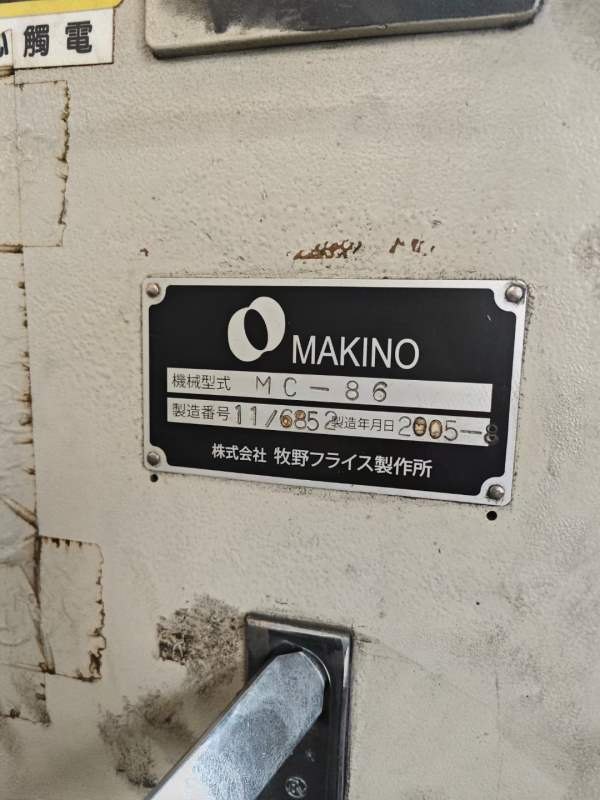 觸電
MAKINO
機械型式 MC-86
製造番号 11/6852 製造年月日 2005-8
株式会社 牧野フライス製作所